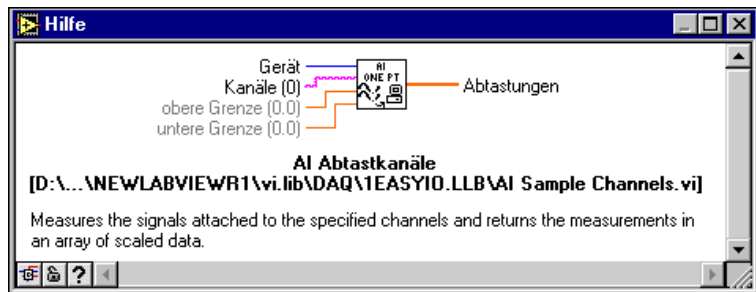 Hilfe
Gerät
Kanäle (0)
obere Grenze (0.0)
untere Grenze (0.0)
AI
ONE PT
Abtastungen
AI Abtastkanäle
[D:\...\NEWLABVIEWR1\vi.lib\DAQ\1EASYIO.LLB\AI Sample Channels.vi]
Measures the signals attached to the specified channels and returns the measurements in
an array of scaled data.
?